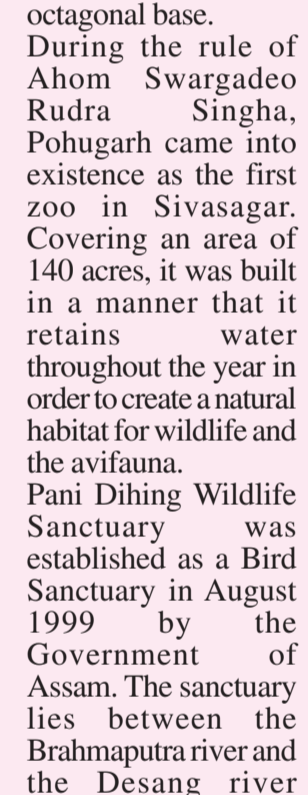 octagonal base.
During the rule of
Ahom Swargadeo
Rudra Singha,
Pohugarh came into
existence as the first
zoo in Sivasagar.
Covering an area of
140 acres, it was built
in a manner that it
retains water
throughout the year in
order to create a natural
habitat for wildlife and
the avifauna.
Pani Dihing Wildlife
Sanctuary was
established as a Bird
Sanctuary in August
1999 by the
Government of
Assam. The sanctuary
lies between the
Brahmaputra river and
the Desang river